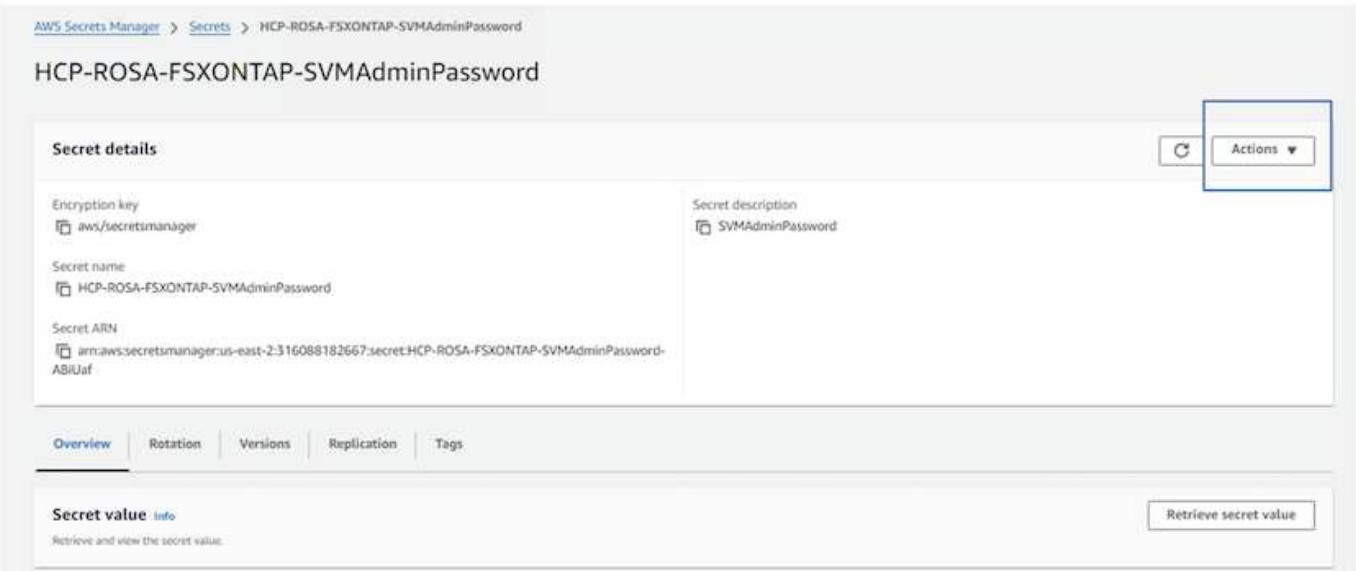 AWS Secrets Manager > Secrets > HCP-ROSA-FSXONTAP-SVMAdminPassword
HCP-ROSA-FSXONTAP-SVMAdminPassword
Secret details
Actions ▼
Encryption key
aws/secretsmanager
Secret description
SVMAdminPassword
Secret name
HCP-ROSA-FSXONTAP-SVMAdminPassword
Secret ARN
arn:aws:secretsmanager:us-east-2:316088182667:secret:HCP-ROSA-FSXONTAP-SVMAdminPassword-
ABiUaf
Overview Rotation Versions Replication Tags
Secret value Info
Retrieve secret value
Retrieve and view the secret value.